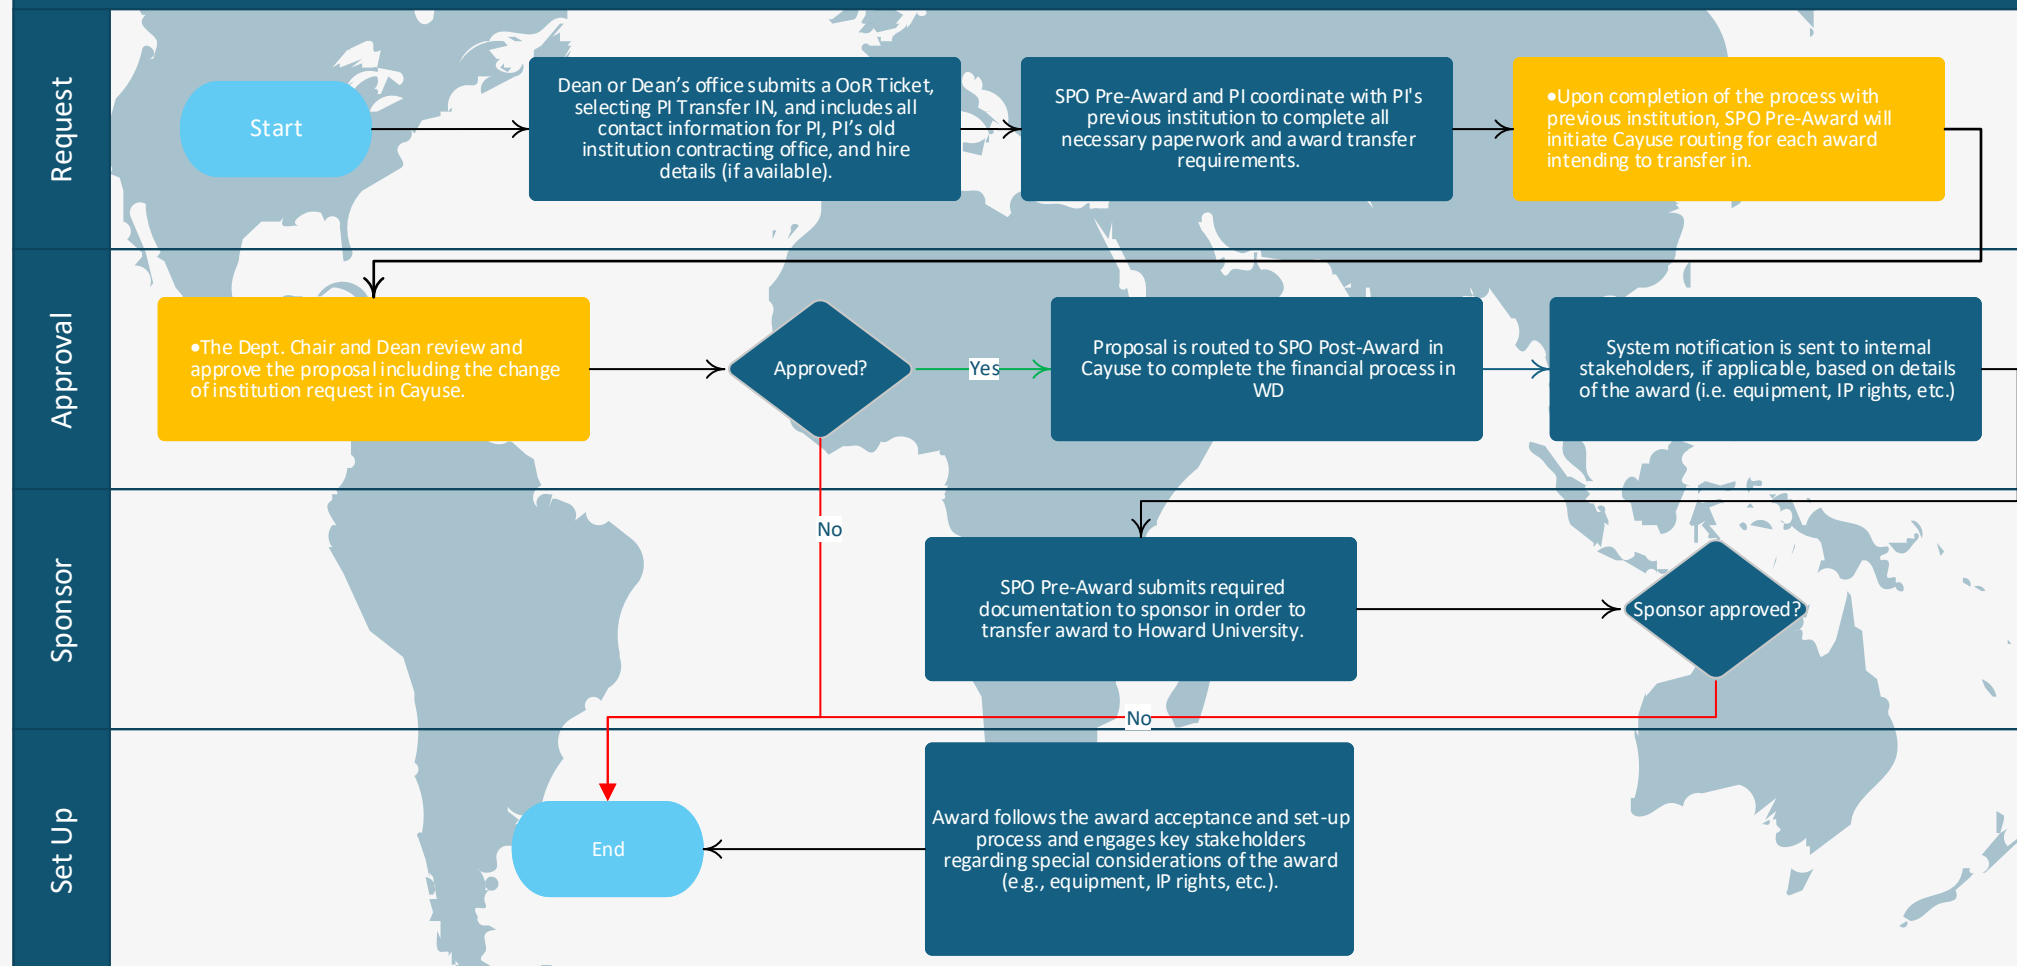 Request
Start
Dean or Dean’s office submits a OoR Ticket,
selecting PI Transfer IN, and includes all
contact information for PI, PI’s old
institution contracting office, and hire
details (if available).
SPO Pre-Award and PI coordinate with PI's
previous institution to complete all
necessary paperwork and award transfer
requirements.
•Upon completion of the process with
previous institution, SPO Pre-Award will
initiate Cayuse routing for each award
intending to transfer in.
Approval
•The Dept. Chair and Dean review and
approve the proposal including the change
of institution request in Cayuse.
Approved?
Yes
Proposal is routed to SPO Post-Award in
Cayuse to complete the financial process in
WD
System notification is sent to internal
stakeholders, if applicable, based on details
of the award (i.e. equipment, IP rights, etc.)
No
Sponsor
SPO Pre-Award submits required
documentation to sponsor in order to
transfer award to Howard University.
Sponsor approved?
No
Set Up
End
Award follows the award acceptance and set-up
process and engages key stakeholders
regarding special considerations of the award
(e.g., equipment, IP rights, etc.).